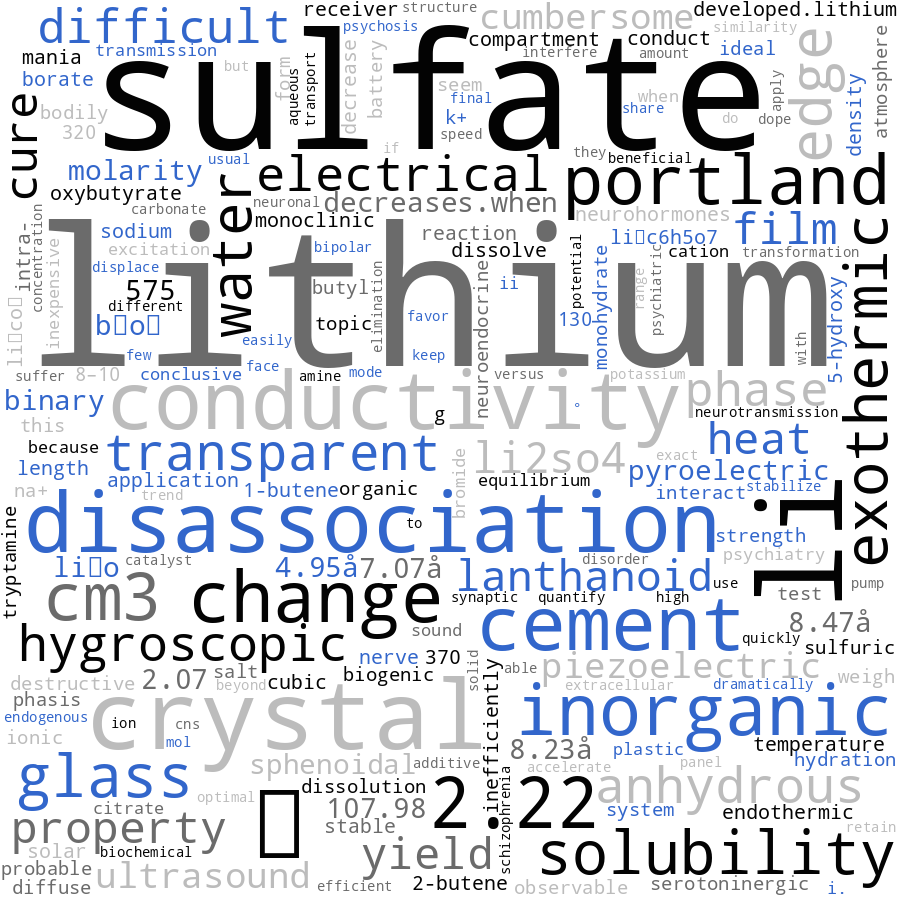 receiver
structure
cumbersome
developed.lithium
difficult
psychosis
similarity
mania
transmission
compartment
conduct
ideal
borate
but
form
decrease
battery
interfere
amount
edge
atmosphere
sulfate
aqueous
transport
seem
final
when
share
apply
density
cure
bodily
320
k+
speed
do
dope
if
molarity
usual
electrical
they
beneficial
portland
oxybutyrate
water
neuronal
decreases.when
neurohormones
carbonate
monoclinic
intra-
concentration
sodium
reaction
film
excitation
bipolar
dissolve
potential
cation
transformation
exothermic
inexpensive
displace
575
different
butyl
elimination
neuroendocrine
ii
monohydrate
range
psychiatric
5-hydroxy
lithium
topic
favor
130
easily
few
keep
with
face
suffer
8–10
conclusive
amine
mode
versus
potassium
binary
conductivity
phase
°
g
neurotransmission
this
because
transparent
heat
length
li2so4
exact
pyroelectric
application
equilibrium
na+
trend
1-butene
organic
bromide
interact
stabilize
li
disassociation
to
tryptamine
strength
psychiatry
catalyst
disorder
4.95å
7.07å
lanthanoid
use
test
pump
cm3
change
synaptic
quantify
high
8.47å
sound
cement
quickly
sulfuric
hygroscopic
nerve
370
solid
able
piezoelectric
weigh
destructive
2.07
salt
beyond
cubic
biogenic
extracellular
dramatically
phasis
endogenous
crystal
inefficiently
inorganic
ion
cns
mol
ionic
8.23å
plastic
temperature
hydration
glass
sphenoidal
additive
accelerate
panel
schizophrenia
anhydrous
optimal
dissolution
2.22
citrate
107.98
system
endothermic
property
stable
retain
solar
biochemical
yield
solubility
probable
diffuse
ultrasound
efficient
2-butene
observable
serotoninergic
i.